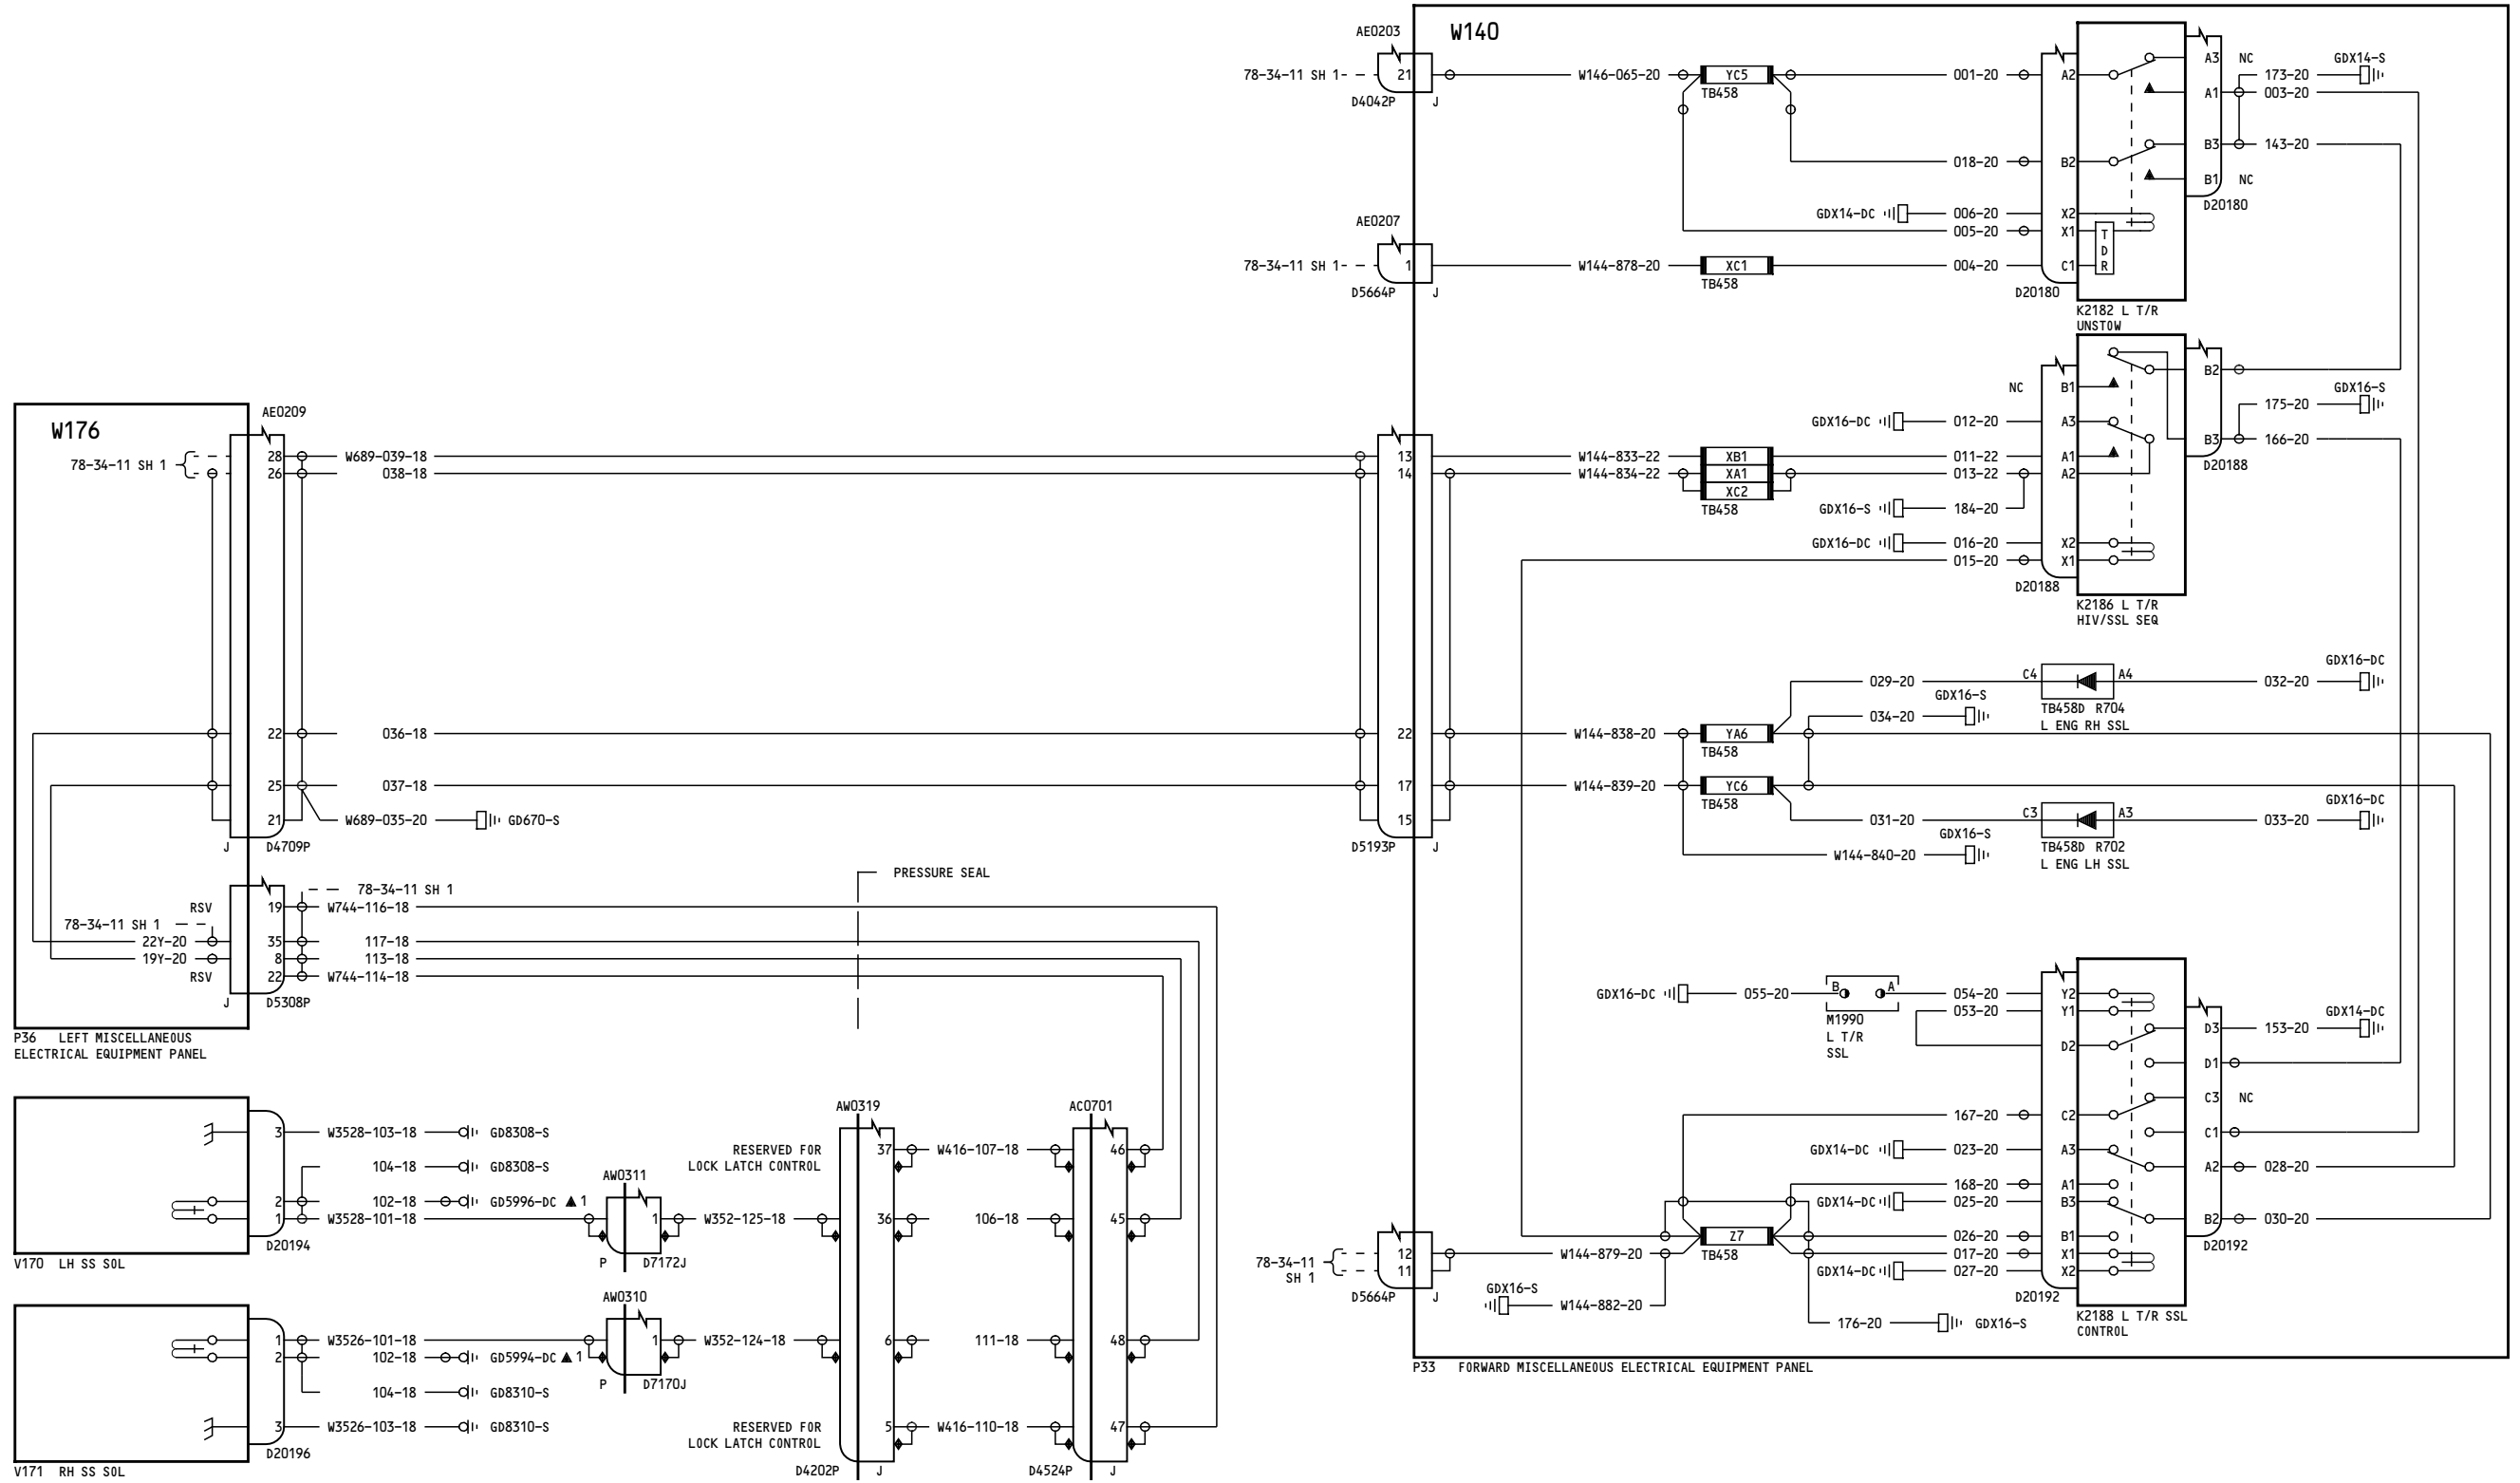 AE0203
W140
78-34-11 SH 1
21
D4042P
J
W146-065-20
YC5
TB458
001-20
A2
A3
NC
GDX14-S
173-20
A1
003-20
018-20
B2
B3
143-20
B1
NC
D20180
GDX14-DC
006-20
X2
005-20
X1
T
D
R
AE0207
78-34-11 SH 1
1
D5664P
J
W144-878-20
XC1
TB458
004-20
C1
D20180
K2182 L T/R
UNSTOW
B2
NC
B1
GDX16-S
175-20
GDX16-DC
012-20
A3
B3
166-20
D20188
W176
AE0209
78-34-11 SH 1
28
W689-039-18
26
038-18
13
14
W144-833-22
XB1
011-22
A1
W144-834-22
XA1
013-22
A2
XC2
TB458
GDX16-S
184-20
GDX16-DC
016-20
X2
015-20
X1
D20188
K2186 L T/R
HIV/SSL SEQ
GDX16-DC
029-20
C4
A4
032-20
GDX16-S
TB458D R704
L ENG RH SSL
034-20
22
036-18
22
W144-838-20
YA6
TB458
25
037-18
17
W144-839-20
YC6
TB458
21
W689-035-20
GD670-S
15
J
D4709P
D5193P
J
GDX16-DC
031-20
C3
A3
033-20
GDX16-S
TB458D R702
L ENG LH SSL
W144-840-20
PRESSURE SEAL
78-34-11 SH 1
RSV
19
W744-116-18
78-34-11 SH 1
22Y-20
35
117-18
19Y-20
8
113-18
RSV
22
W744-114-18
J
D5308P
P36 LEFT MISCELLANEOUS
ELECTRICAL EQUIPMENT PANEL
GDX16-DC
055-20
B
A
M1990
L T/R
SSL
054-20
Y2
053-20
Y1
D2
D3
153-20
GDX14-DC
D1
C3
NC
167-20
C2
C1
GDX14-DC
023-20
A3
A2
028-20
168-20
A1
GDX14-DC
025-20
B3
B2
030-20
D20192
026-20
B1
017-20
X1
GDX14-DC
027-20
X2
D20192
K2188 L T/R SSL
CONTROL
Z7
TB458
78-34-11
SH 1
12
11
D5664P
J
W144-879-20
GDX16-S
W144-882-20
176-20
GDX16-S
P33 FORWARD MISCELLANEOUS ELECTRICAL EQUIPMENT PANEL
3
W3528-103-18
GD8308-S
104-18
GD8308-S
2
102-18
GD5996-DC
1
1
W3528-101-18
D20194
V170 LH SS SOL
AW0311
1
P
D7172J
W352-125-18
AW0319
RESERVED FOR
LOCK LATCH CONTROL
37
W416-107-18
AC0701
46
36
106-18
45
1
W3526-101-18
2
102-18
GD5994-DC
1
104-18
GD8310-S
3
W3526-103-18
GD8310-S
D20196
V171 RH SS SOL
AW0310
1
P
D7170J
W352-124-18
6
111-18
48
RESERVED FOR
LOCK LATCH CONTROL
5
W416-110-18
47
D4202P
J
D4524P
J